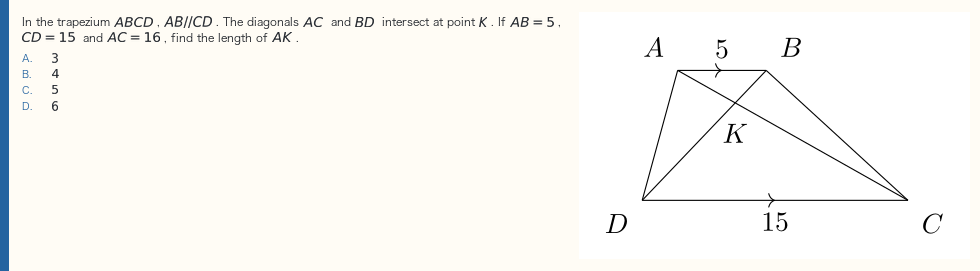 In the trapezium ABCD , AB//CD . The diagonals AC and BD intersect at point K . If AB = 5 ,
CD = 15 and AC = 16 , find the length of AK .
A. 3
B. 4
C. 5
D. 6
A 5 B
K
D 15 C